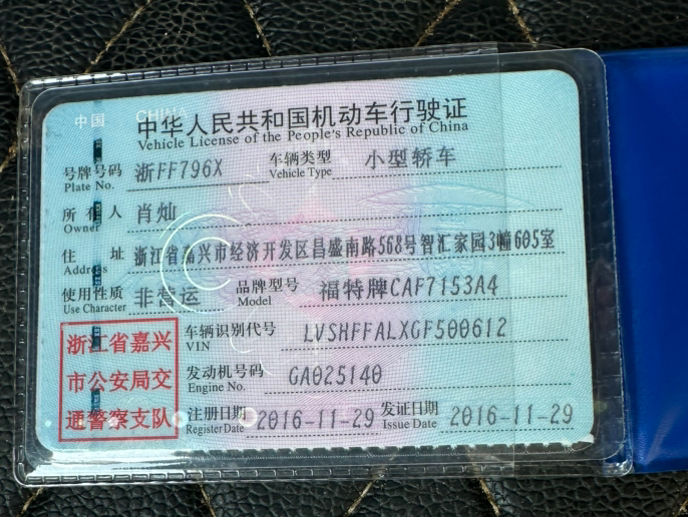 中国 CHINA
中华人民共和国机动车行驶证
Vehicle License of the People's Republic of China
号牌号码 浙FF796X 车辆类型 小型轿车
Plate No. Vehicle Type
所有人 肖灿
Owner
住址 浙江省嘉兴市经济开发区昌盛南路568号智汇家园3幢605室
Address
使用性质 非营运 品牌型号 福特牌CAF7153A4
Use Character Model
浙江省嘉兴 车辆识别代号 LVSHFFALXGF500612
VIN
市公安局交 发动机号码 GA025140
Engine No.
通警察支队 注册日期 2016-11-29 发证日期 2016-11-29
Register Date Issue Date